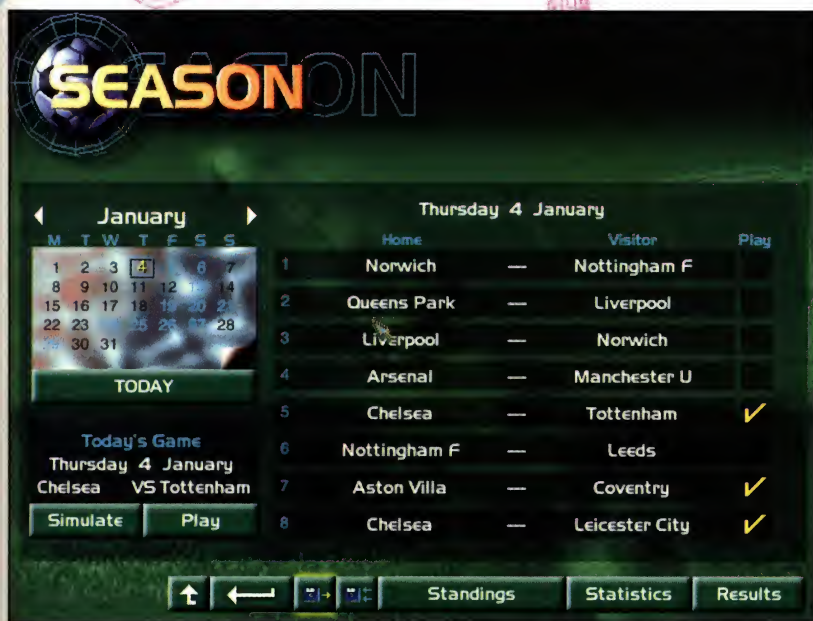 SEASON
January
M T W T F S S
1 2 3 4 6 7
8 9 10 11 12 14
15 16 17 18 19 20 21
22 23 25 26 27 28
30 31
TODAY
Today's Game
Thursday 4 January
Chelsea VS Tottenham
Simulate Play
Thursday 4 January
Home Visitor Play
1 Norwich — Nottingham F
2 Queens Park — Liverpool
3 Liverpool — Norwich
4 Arsenal — Manchester U
5 Chelsea — Tottenham ✓
6 Nottingham F — Leeds
7 Aston Villa — Coventry ✓
8 Chelsea — Leicester City ✓
Standings Statistics Results